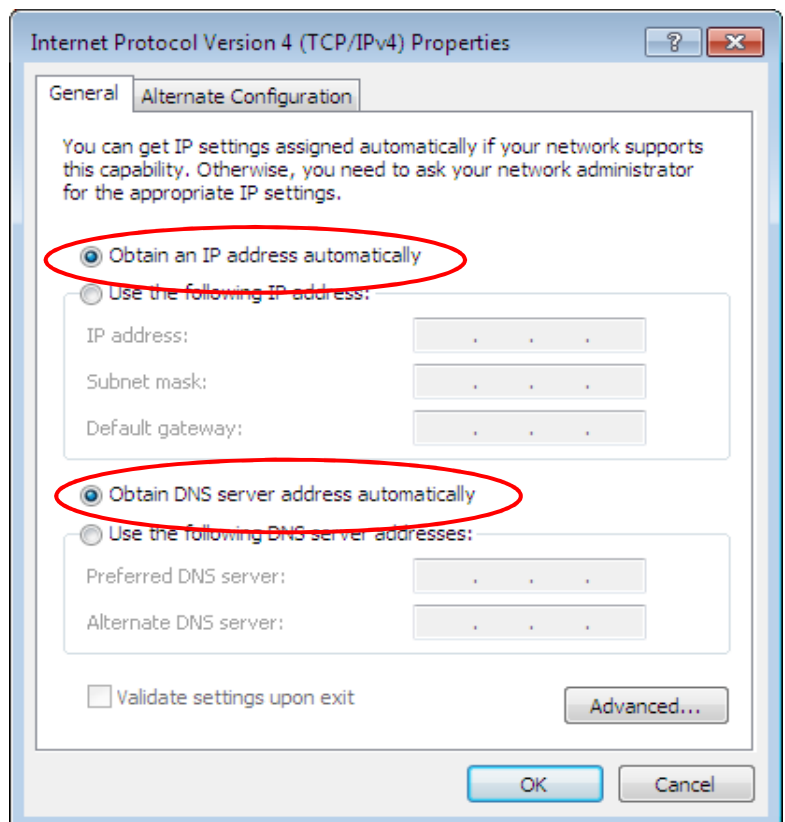 Internet Protocol Version 4 (TCP/IPv4) Properties
General
Alternate Configuration
You can get IP settings assigned automatically if your network supports
this capability. Otherwise, you need to ask your network administrator
for the appropriate IP settings.
Obtain an IP address automatically
Use the following IP address:
IP address:
Subnet mask:
Default gateway:
Obtain DNS server address automatically
Use the following DNS server addresses:
Preferred DNS server:
Alternate DNS server:
Validate settings upon exit
Advanced...
OK
Cancel